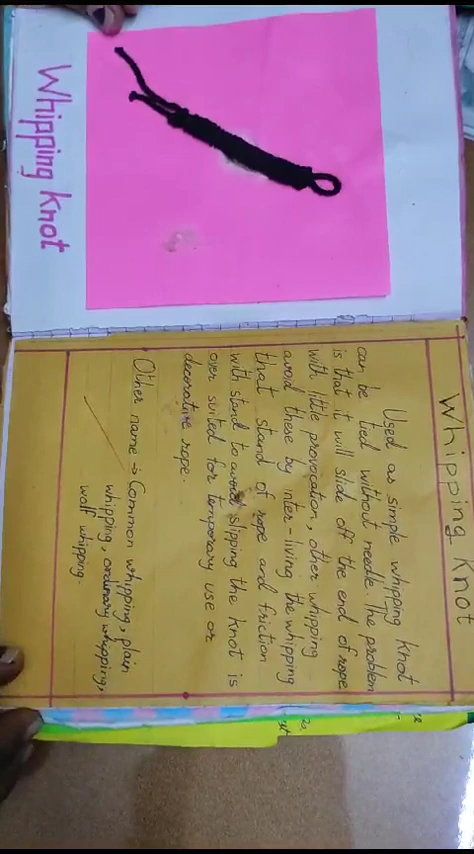 Whipping Knot
Whipping Knot
Used as simple whipping knot
can be tied without needle. The problem
is that it will slide off the end of rope
with little provocation, other whipping
avoid these by inter-living the whipping
that stand of rope and friction
with stand to avoid slipping the knot is
over suited for temporary use or
decorative rope.
Other name → Common whipping, plain
whipping, ordinary whipping,
wolf whipping.